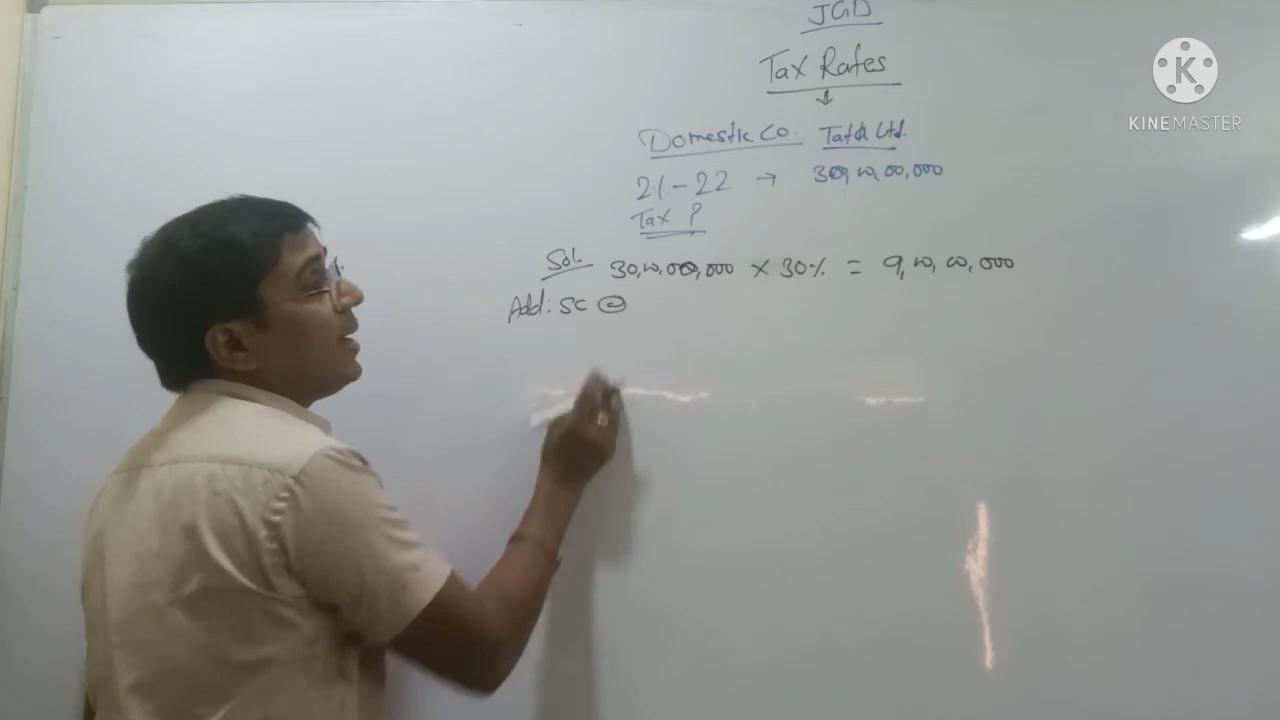 JGD
Tax Rates
K
KINEMASTER
Domestic Co. Tata Ltd.
21-22 → 30,00,00,000
Tax ?
Sol. 30,00,00,000 × 30% = 9,00,00,000
Add: SC @